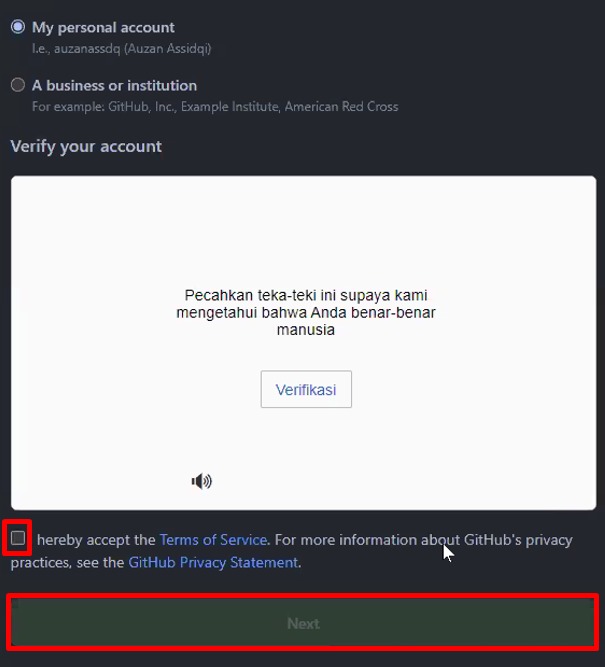 My personal account
I.e., auzanassdq (Auzan Assidqi)
A business or institution
For example: GitHub, Inc., Example Institute, American Red Cross
Verify your account
Pecahkan teka-teki ini supaya kami
mengetahui bahwa Anda benar-benar
manusia
Verifikasi
hereby accept the Terms of Service. For more information about GitHub's privacy
practices, see the GitHub Privacy Statement.
Next